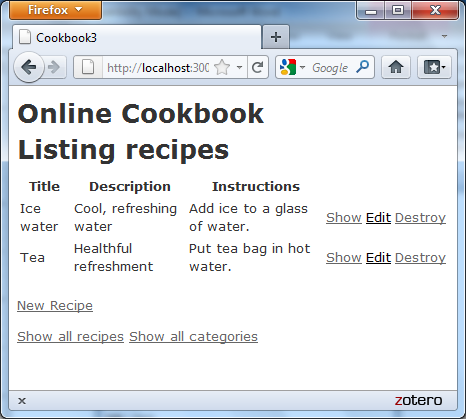 Firefox
Cookbook3
http://localhost:300
Google
Online Cookbook
Listing recipes
Title Description Instructions
Ice water Cool, refreshing water Add ice to a glass of water. Show Edit Destroy
Tea Healthful refreshment Put tea bag in hot water. Show Edit Destroy
New Recipe
Show all recipes Show all categories
x zotero